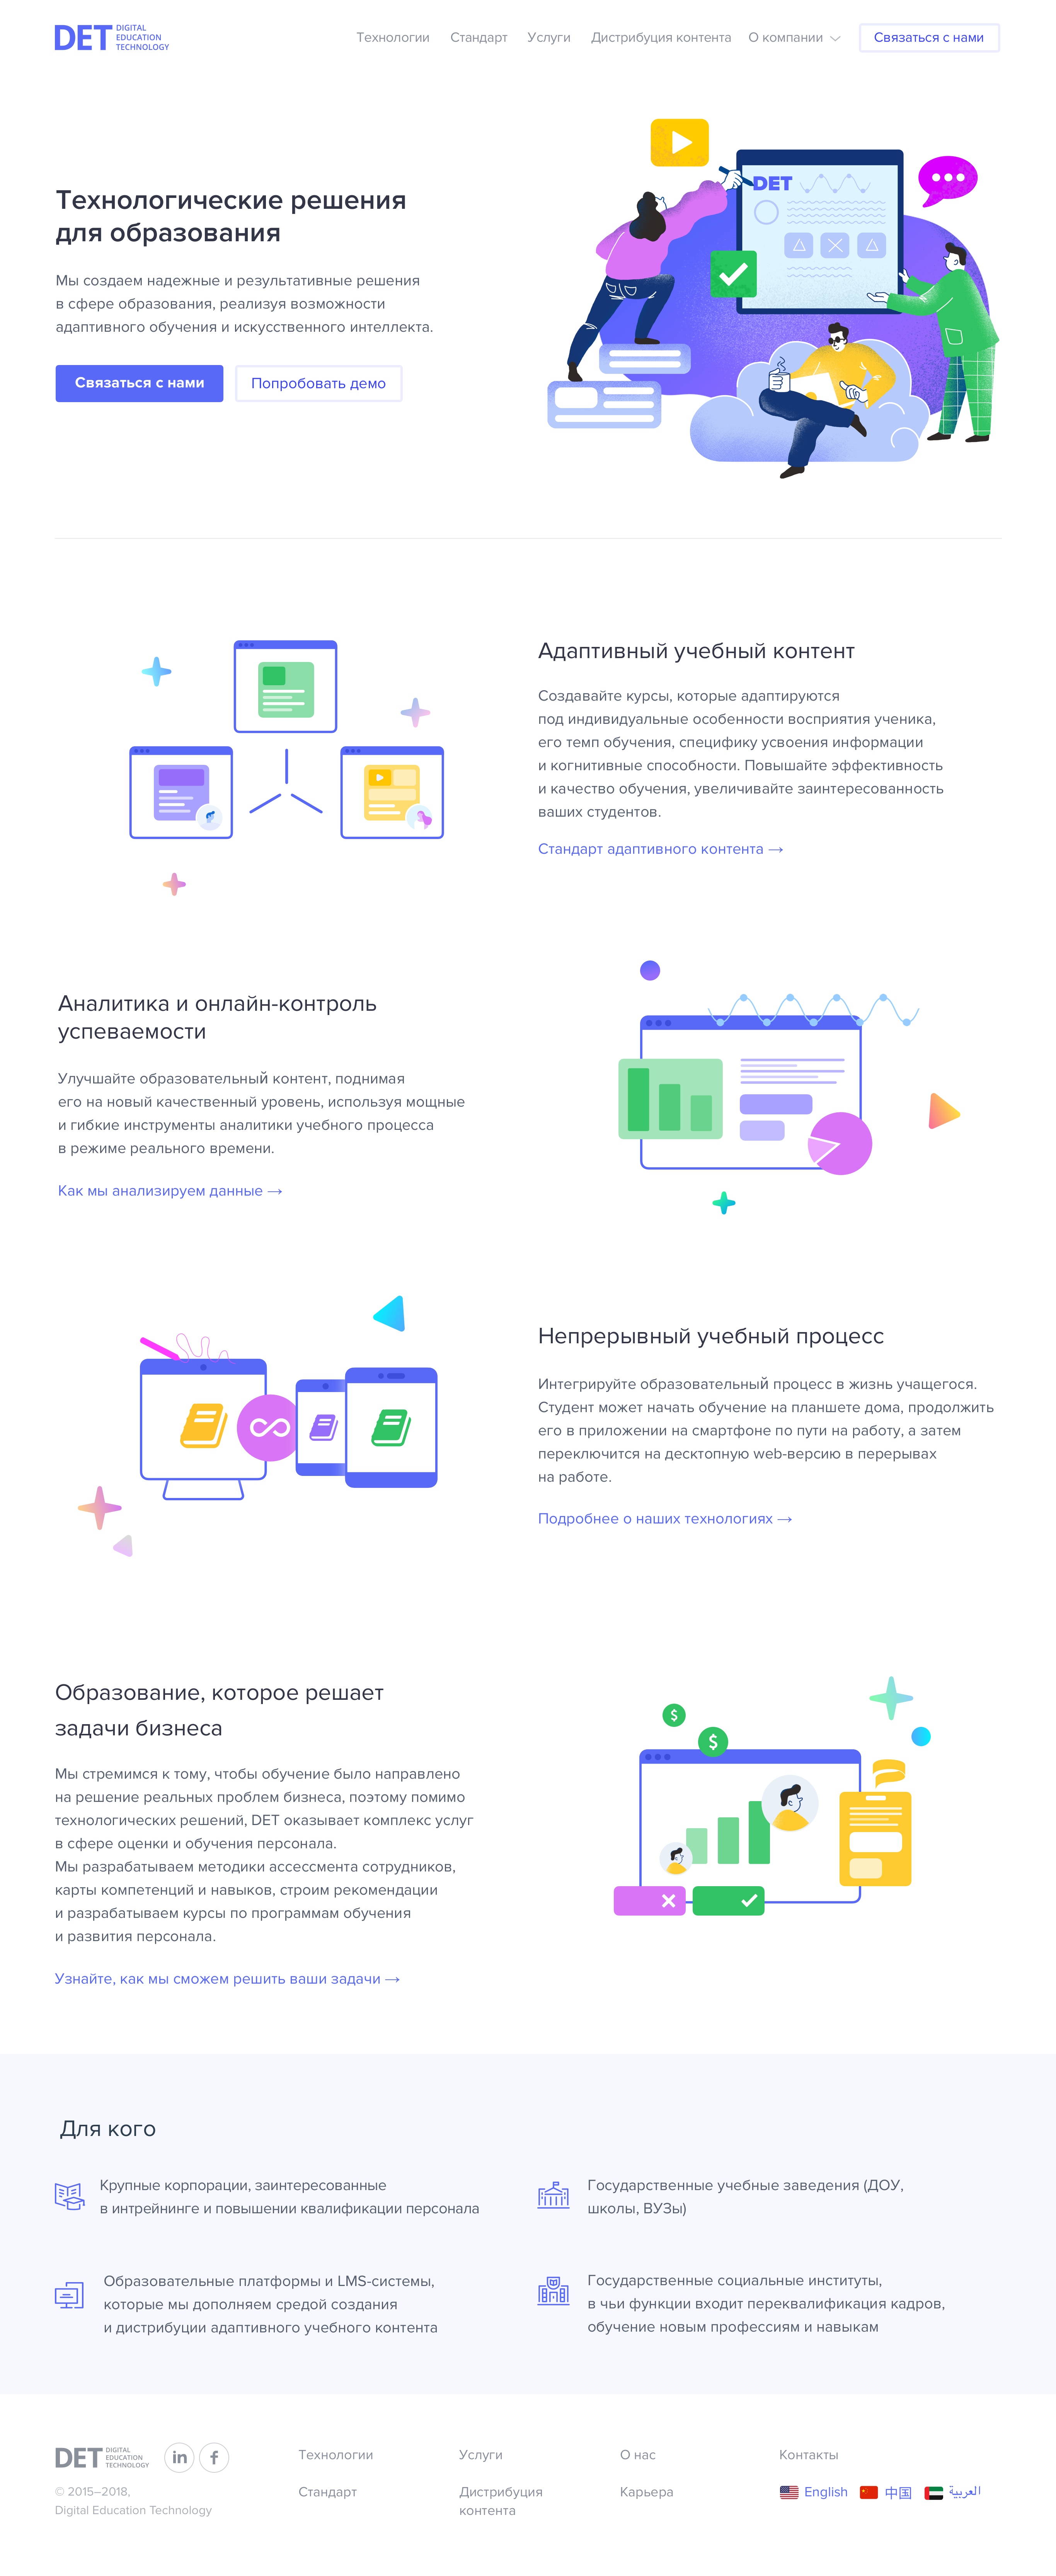 DET DIGITAL
EDUCATION
TECHNOLOGY
Технологии Стандарт Услуги Дистрибуция контента О компании Связаться с нами
DET
Технологические решения
для образования
Мы создаем надежные и результативные решения
в сфере образования, реализуя возможности
адаптивного обучения и искусственного интеллекта.
Связаться с нами Попробовать демо
Адаптивный учебный контент
Создавайте курсы, которые адаптируются
под индивидуальные особенности восприятия ученика,
его темп обучения, специфику усвоения информации
и когнитивные способности. Повышайте эффективность
и качество обучения, увеличивайте заинтересованность
ваших студентов.
Стандарт адаптивного контента →
Аналитика и онлайн-контроль
успеваемости
Улучшайте образовательный контент, поднимая
его на новый качественный уровень, используя мощные
и гибкие инструменты аналитики учебного процесса
в режиме реального времени.
Как мы анализируем данные →
Непрерывный учебный процесс
Интегрируйте образовательный процесс в жизнь учащегося.
Студент может начать обучение на планшете дома, продолжить
его в приложении на смартфоне по пути на работу, а затем
переключится на десктопную web-версию в перерывах
на работе.
Подробнее о наших технологиях →
Образование, которое решает
задачи бизнеса
Мы стремимся к тому, чтобы обучение было направлено
на решение реальных проблем бизнеса, поэтому помимо
технологических решений, DET оказывает комплекс услуг
в сфере оценки и обучения персонала.
Мы разрабатываем методики ассессмента сотрудников,
карты компетенций и навыков, строим рекомендации
и разрабатываем курсы по программам обучения
и развития персонала.
Узнайте, как мы сможем решить ваши задачи →
$
$
Для кого
Крупные корпорации, заинтересованные
в интренинге и повышении квалификации персонала
Государственные учебные заведения (ДОУ,
школы, ВУЗы)
Образовательные платформы и LMS-системы,
которые мы дополняем средой создания
и дистрибуции адаптивного учебного контента
Государственные социальные институты,
в чьи функции входит переквалификация кадров,
обучение новым профессиям и навыкам
DET DIGITAL
EDUCATION
TECHNOLOGY
in f
© 2015–2018,
Digital Education Technology
Технологии Услуги О нас Контакты
Стандарт Дистрибуция
контента
Карьера
English 中国 العربية